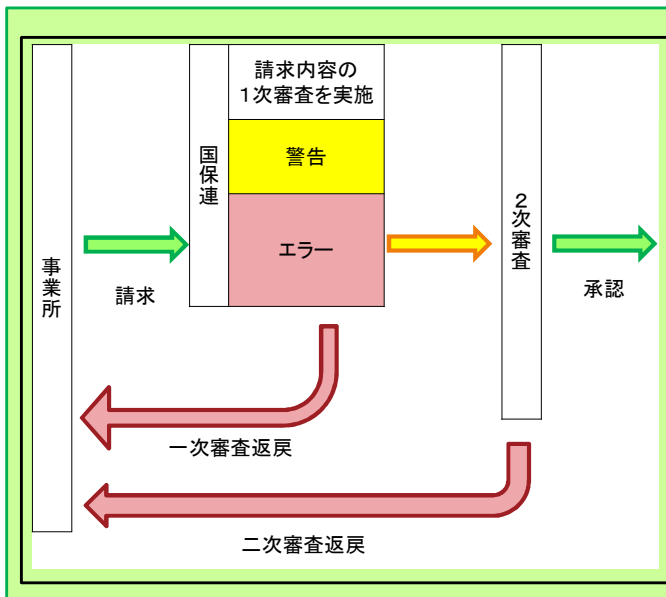 請求内容の
1次審査を実施
警告
国保連
エラー
2次審査
事業所
請求
承認
一次審査返戻
二次審査返戻